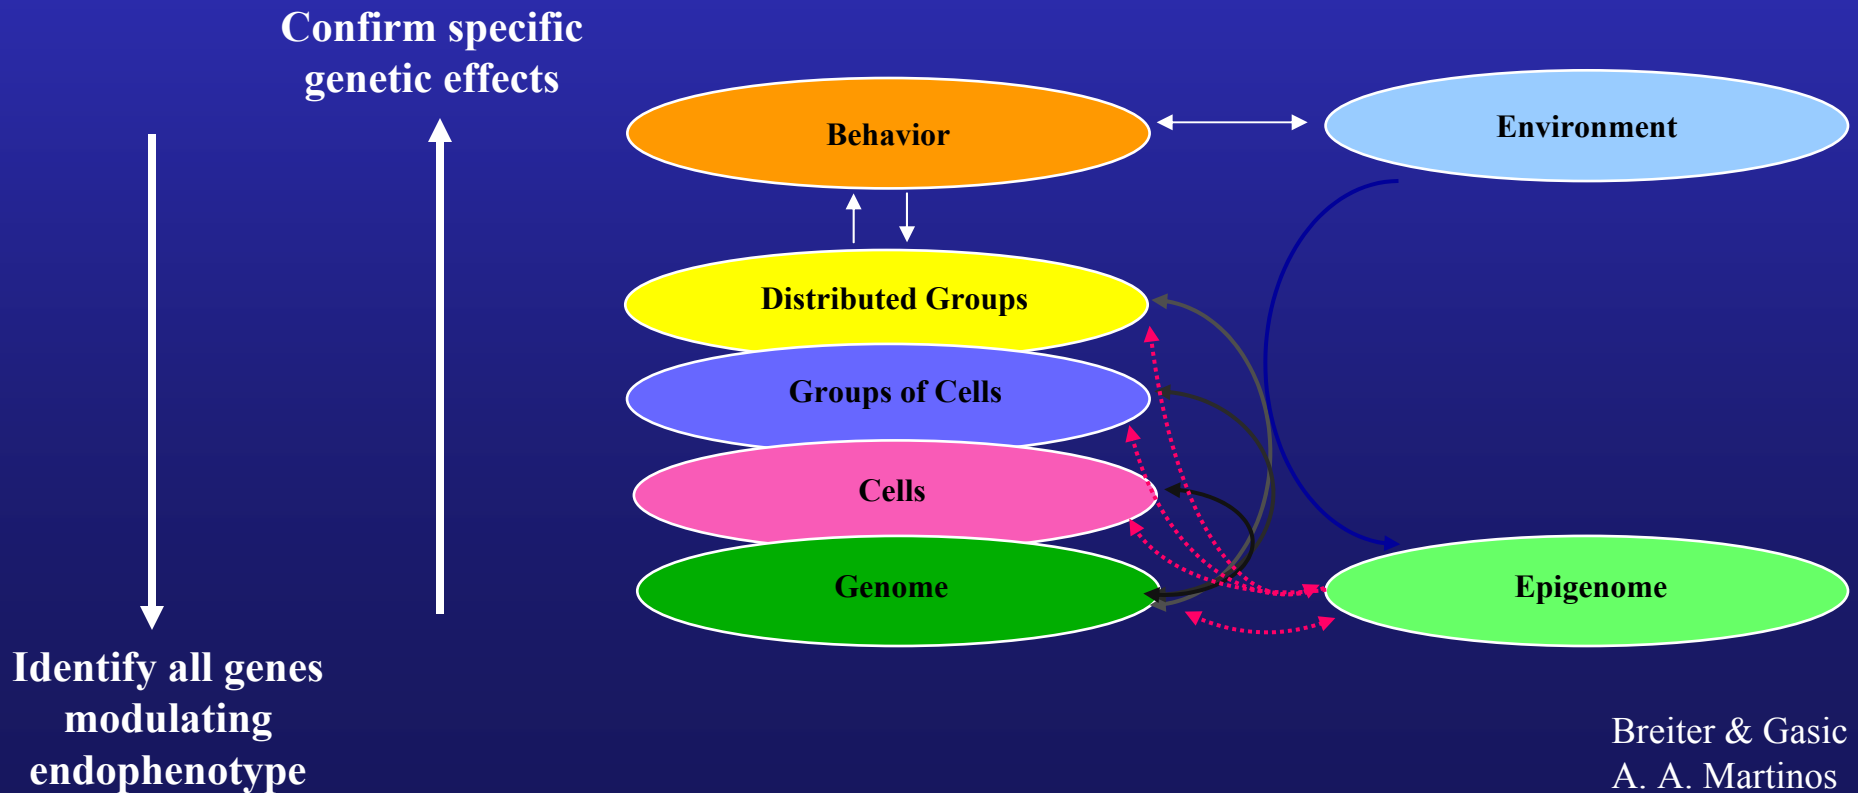 Confirm specific
genetic effects
Behavior
Environment
Distributed Groups
Groups of Cells
Cells
Genome
Epigenome
Identify all genes
modulating
endophenotype
Breiter & Gasic
A. A. Martinos